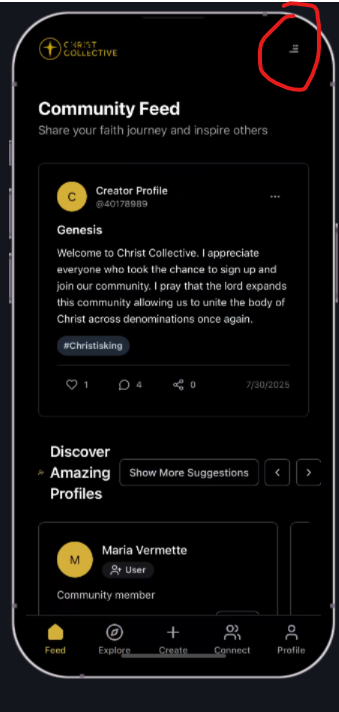 CHRIST
COLLECTIVE
Community Feed
Share your faith journey and inspire others
C
Creator Profile
@40178989
...
Genesis
Welcome to Christ Collective. I appreciate
everyone who took the chance to sign up and
join our community. I pray that the lord expands
this community allowing us to unite the body of
Christ across denominations once again.
#Christisking
1 4 0 7/30/2025
Discover
Amazing
Profiles
Show More Suggestions
M
Maria Vermette
User
Community member
Feed Explore Create Connect Profile